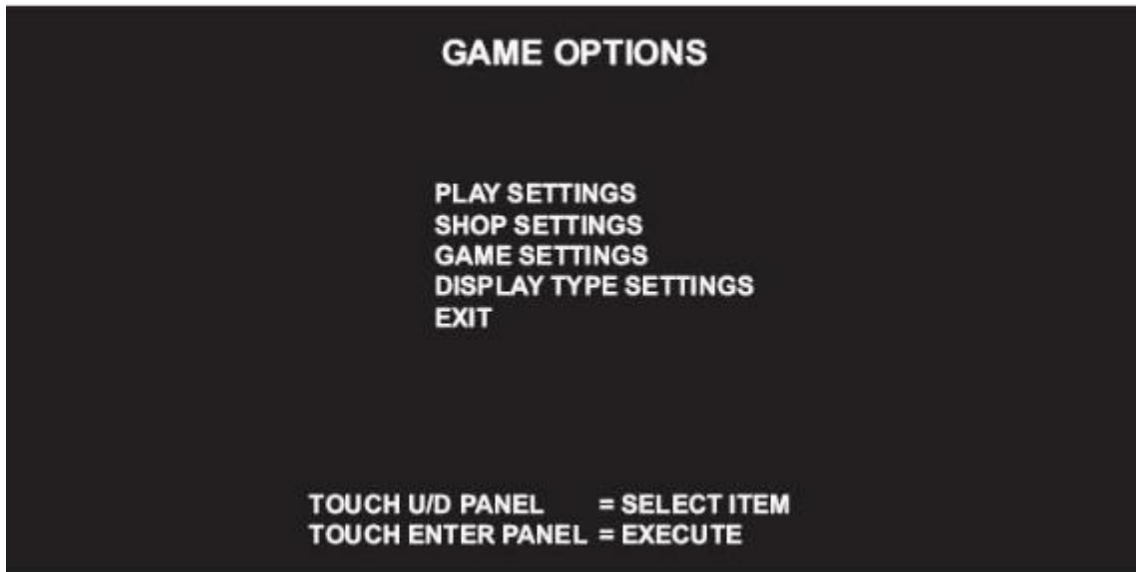 GAME OPTIONS
PLAY SETTINGS
SHOP SETTINGS
GAME SETTINGS
DISPLAY TYPE SETTINGS
EXIT
TOUCH U/D PANEL = SELECT ITEM
TOUCH ENTER PANEL = EXECUTE